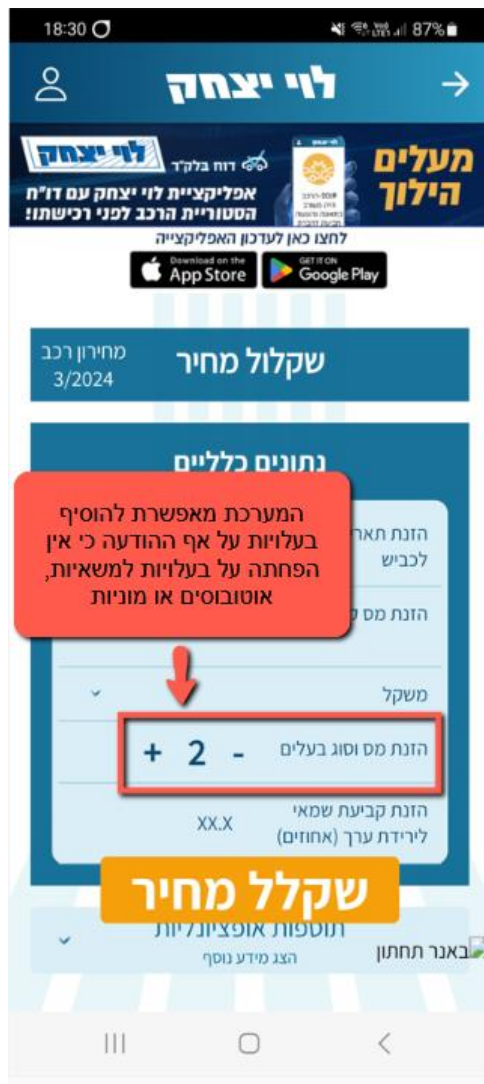 18:30
87%
לוי יצחק
מעלים
הילוך
דוח בלק"ד
לוי יצחק
אפליקציית לוי יצחק עם דו"ח
הסטוריית הרכב לפני רכישתו!
לחצו כאן לעדכון האפליקצייה
Download on the
App Store
GET IT ON
Google Play
שקלול מחיר
מחירון רכב
3/2024
נתונים כלליים
המערכת מאפשרת להוסיף
בעלויות על אף ההודעה כי אין
הפחתה על בעלויות למשאיות,
אוטובוסים או מוניות
הזנת תארי
לכביש
הזנת מס
משקל
הזנת מס וסוג בעלים
- 2 +
הזנת קביעת שמאי
לירידת ערך (אחוזים)
XX.X
שקלל מחיר
תוספות אופציונליות
הצג מידע נוסף
באנר תחתון